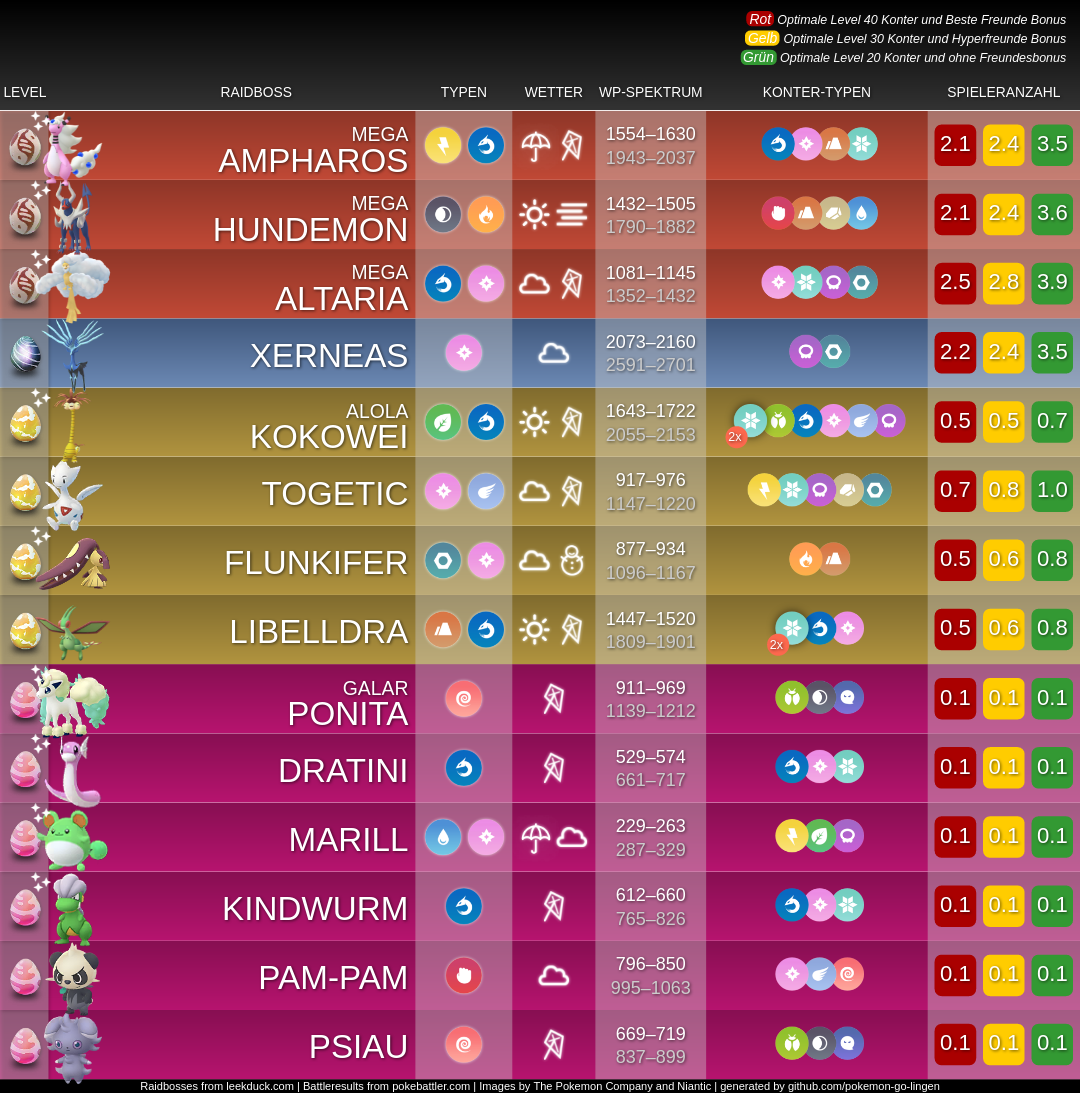 Rot Optimale Level 40 Konter und Beste Freunde Bonus
Gelb Optimale Level 30 Konter und Hyperfreunde Bonus
Grün Optimale Level 20 Konter und ohne Freundesbonus
LEVEL RAIDBOSS TYPEN WETTER WP-SPEKTRUM KONTER-TYPEN SPIELERANZAHL
MEGA
AMPHAROS
1554–1630
1943–2037
2.1 2.4 3.5
MEGA
HUNDEMON
1432–1505
1790–1882
2.1 2.4 3.6
MEGA
ALTARIA
1081–1145
1352–1432
2.5 2.8 3.9
XERNEAS
2073–2160
2591–2701
2.2 2.4 3.5
ALOLA
KOKOWEI
1643–1722
2055–2153
2x
0.5 0.5 0.7
TOGETIC
917–976
1147–1220
0.7 0.8 1.0
FLUNKIFER
877–934
1096–1167
0.5 0.6 0.8
LIBELLDRA
1447–1520
1809–1901
2x
0.5 0.6 0.8
GALAR
PONITA
911–969
1139–1212
0.1 0.1 0.1
DRATINI
529–574
661–717
0.1 0.1 0.1
MARILL
229–263
287–329
0.1 0.1 0.1
KINDWURM
612–660
765–826
0.1 0.1 0.1
PAM-PAM
796–850
995–1063
0.1 0.1 0.1
PSIAU
669–719
837–899
0.1 0.1 0.1
Raidbosses from leekduck.com | Battleresults from pokebattler.com | Images by The Pokemon Company and Niantic | generated by github.com/pokemon-go-lingen